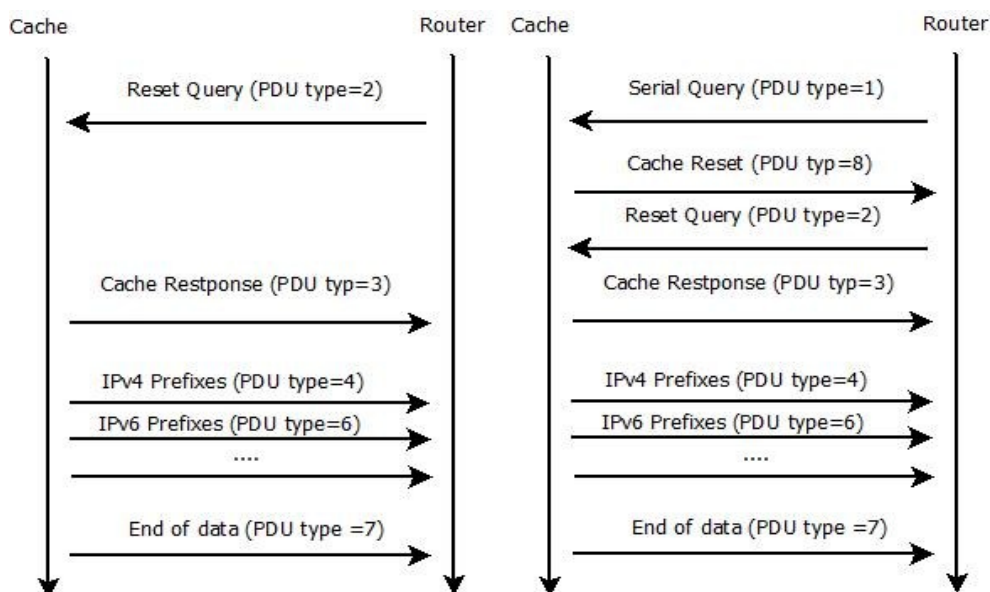 Cache
Router
Reset Query (PDU type=2)
Cache Restponse (PDU typ=3)
IPv4 Prefixes (PDU type=4)
IPv6 Prefixes (PDU type=6)
....
End of data (PDU type =7)
Cache
Router
Serial Query (PDU type=1)
Cache Reset (PDU typ=8)
Reset Query (PDU type=2)
Cache Restponse (PDU typ=3)
IPv4 Prefixes (PDU type=4)
IPv6 Prefixes (PDU type=6)
....
End of data (PDU type =7)